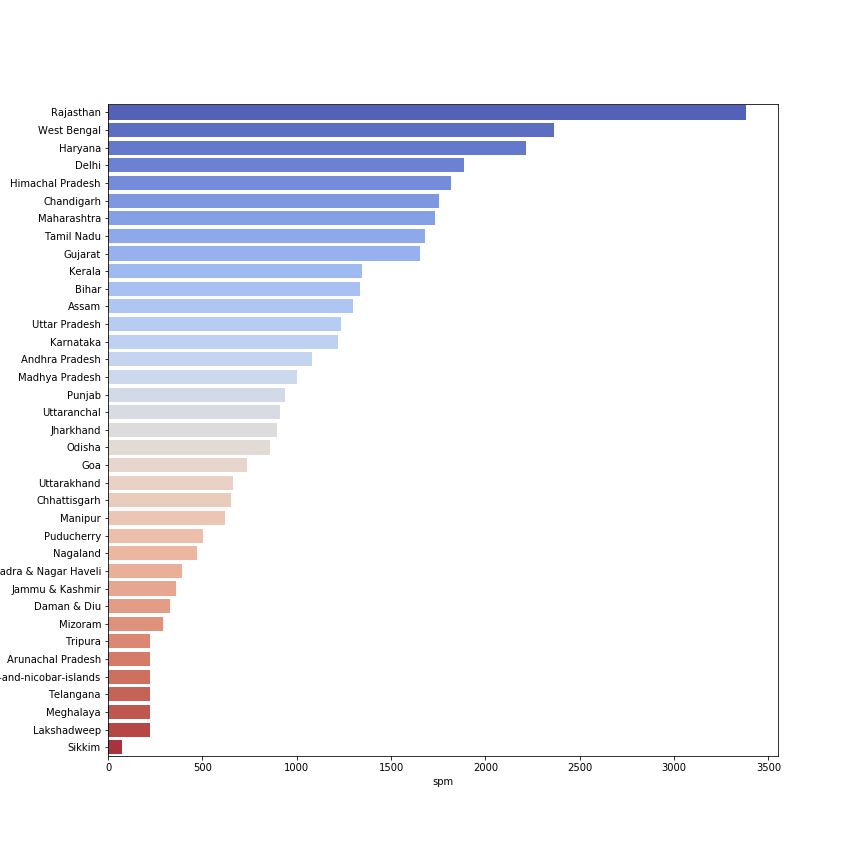 Rajasthan
West Bengal
Haryana
Delhi
Himachal Pradesh
Chandigarh
Maharashtra
Tamil Nadu
Gujarat
Kerala
Bihar
Assam
Uttar Pradesh
Karnataka
Andhra Pradesh
Madhya Pradesh
Punjab
Uttaranchal
Jharkhand
Odisha
Goa
Uttarakhand
Chhattisgarh
Manipur
Puducherry
Nagaland
adra & Nagar Haveli
Jammu & Kashmir
Daman & Diu
Mizoram
Tripura
Arunachal Pradesh
-and-nicobar-islands
Telangana
Meghalaya
Lakshadweep
Sikkim
0 500 1000 1500 2000 2500 3000 3500
spm